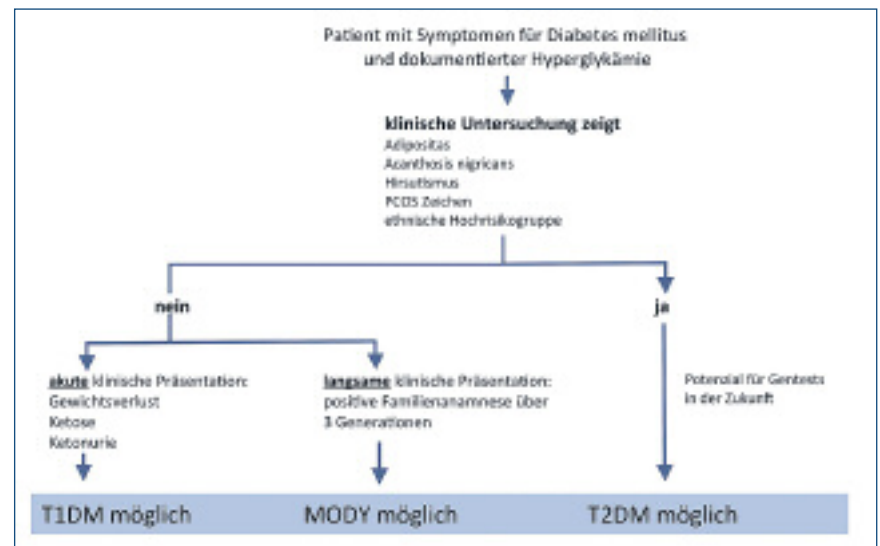 Patient mit Symptomen für Diabetes mellitus
und dokumentierter Hyperglykämie
klinische Untersuchung zeigt
Adipositas
Acanthosis nigricans
Hirsutismus
PCOS Zeichen
ethnische Hochrisikogruppe
nein
ja
akute klinische Präsentation:
Gewichtsverlust
Ketose
Ketonurie
langsame klinische Präsentation:
positive Familienanamnese über
3 Generationen
Potenzial für Gentests
in der Zukunft
T1DM möglich
MODY möglich
T2DM möglich